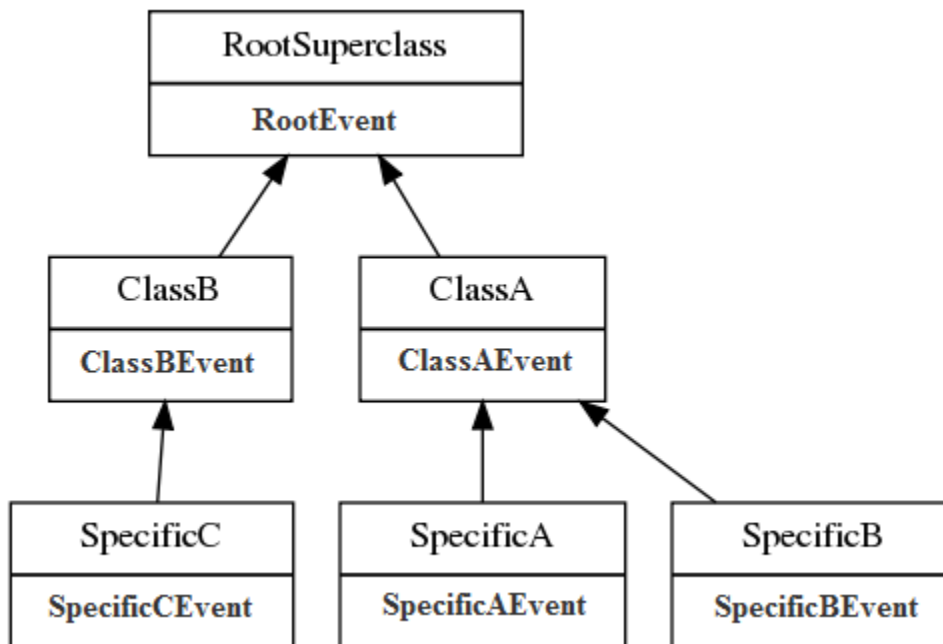 RootSuperclass
RootEvent
ClassB
ClassBEvent
ClassA
ClassAEvent
SpecificC
SpecificCEvent
SpecificA
SpecificAEvent
SpecificB
SpecificBEvent